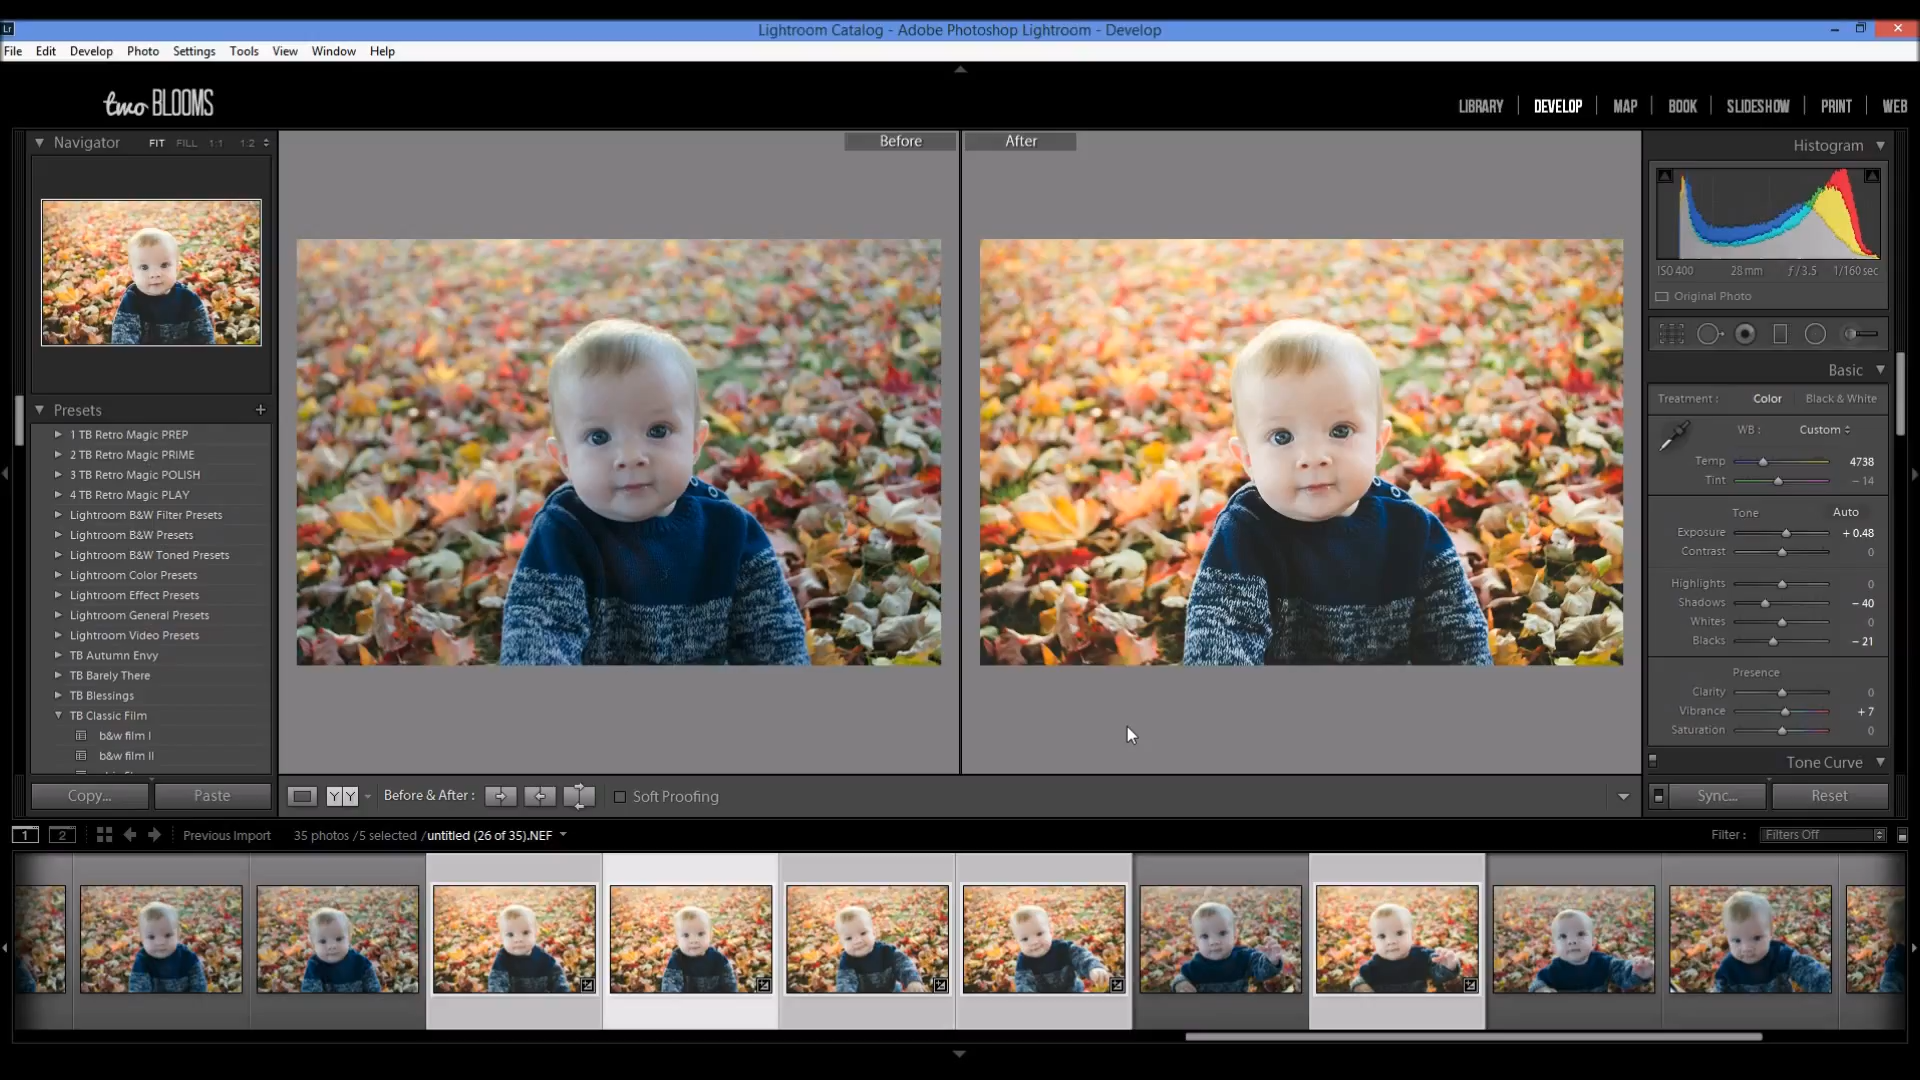 Lr
Lightroom Catalog - Adobe Photoshop Lightroom - Develop
File Edit Develop Photo Settings Tools View Window Help
two BLOOMS
LIBRARY | DEVELOP | MAP | BOOK | SLIDESHOW | PRINT | WEB
Navigator FIT FILL 1:1 1:2
Before
After
Histogram
ISO 400 28mm ƒ/3.5 1/160 sec
Original Photo
Basic
Treatment : Color Black & White
WB : Custom
Temp 4738
Tint − 14
Tone Auto
Exposure + 0.48
Contrast 0
Highlights 0
Shadows − 40
Whites 0
Blacks − 21
Presence
Clarity 0
Vibrance + 7
Saturation 0
Tone Curve
Presets +
1 TB Retro Magic PREP
2 TB Retro Magic PRIME
3 TB Retro Magic POLISH
4 TB Retro Magic PLAY
Lightroom B&W Filter Presets
Lightroom B&W Presets
Lightroom B&W Toned Presets
Lightroom Color Presets
Lightroom Effect Presets
Lightroom General Presets
Lightroom Video Presets
TB Autumn Envy
TB Barely There
TB Blessings
TB Classic Film
b&w film I
b&w film II
Copy... Paste
YY Before & After : Soft Proofing
Sync... Reset
1 2 Previous Import 35 photos /5 selected /untitled (26 of 35).NEF
Filter : Filters Off